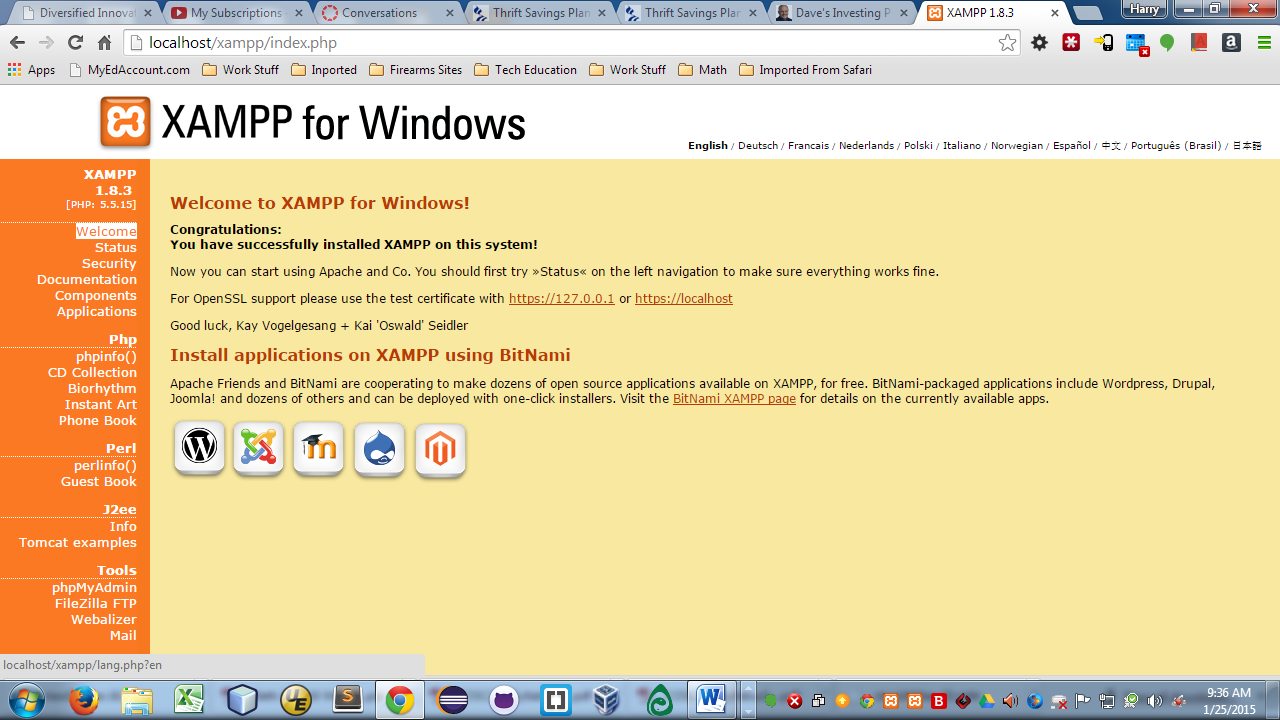 Diversified Innovat
My Subscriptions
Conversations
Thrift Savings Plan
Thrift Savings Plan
Dave's Investing P
XAMPP 1.8.3
Harry
localhost/xampp/index.php
Apps
MyEdAccount.com
Work Stuff
Inported
Firearms Sites
Tech Education
Work Stuff
Math
Imported From Safari
XAMPP for Windows
English / Deutsch / Francais / Nederlands / Polski / Italiano / Norwegian / Español / 中文 / Português (Brasil) / 日本語
XAMPP
1.8.3
[PHP: 5.5.15]
Welcome
Status
Security
Documentation
Components
Applications
Php
phpinfo()
CD Collection
Biorhythm
Instant Art
Phone Book
Perl
perlinfo()
Guest Book
J2ee
Info
Tomcat examples
Tools
phpMyAdmin
FileZilla FTP
Webalizer
Mail
Welcome to XAMPP for Windows!
Congratulations:
You have successfully installed XAMPP on this system!
Now you can start using Apache and Co. You should first try »Status« on the left navigation to make sure everything works fine.
For OpenSSL support please use the test certificate with https://127.0.0.1 or https://localhost
Good luck, Kay Vogelgesang + Kai 'Oswald' Seidler
Install applications on XAMPP using BitNami
Apache Friends and BitNami are cooperating to make dozens of open source applications available on XAMPP, for free. BitNami-packaged applications include Wordpress, Drupal,
Joomla! and dozens of others and can be deployed with one-click installers. Visit the BitNami XAMPP page for details on the currently available apps.
localhost/xampp/lang.php?en
9:36 AM
1/25/2015